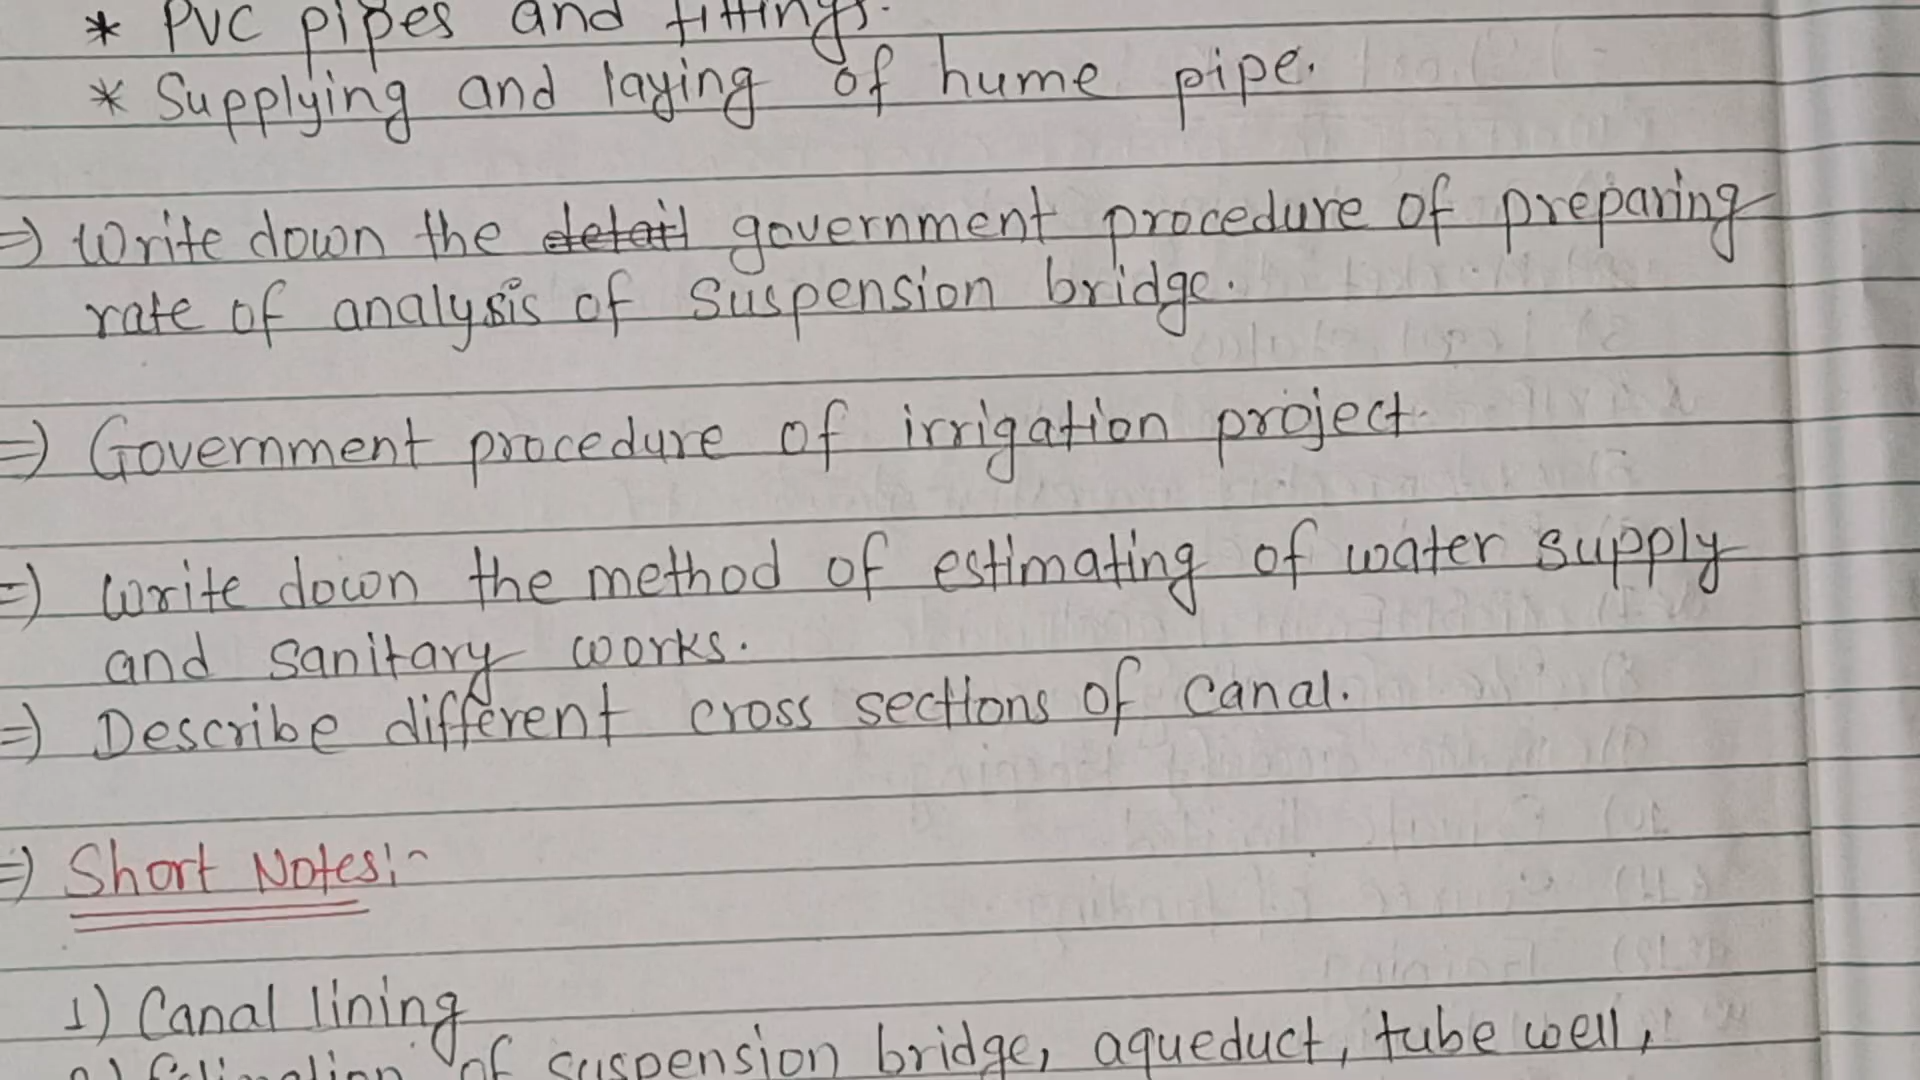 * PVC pipes and fittings.
* Supplying and laying of hume pipe.
=) Write down the detail government procedure of preparing
rate of analysis of suspension bridge.
=) Government procedure of irrigation project.
=) Write down the method of estimating of water supply
and sanitary works.
=) Describe different cross sections of canal.
=) Short Notes:-
1) Canal lining
2) Estimation of suspension bridge, aqueduct, tube well,